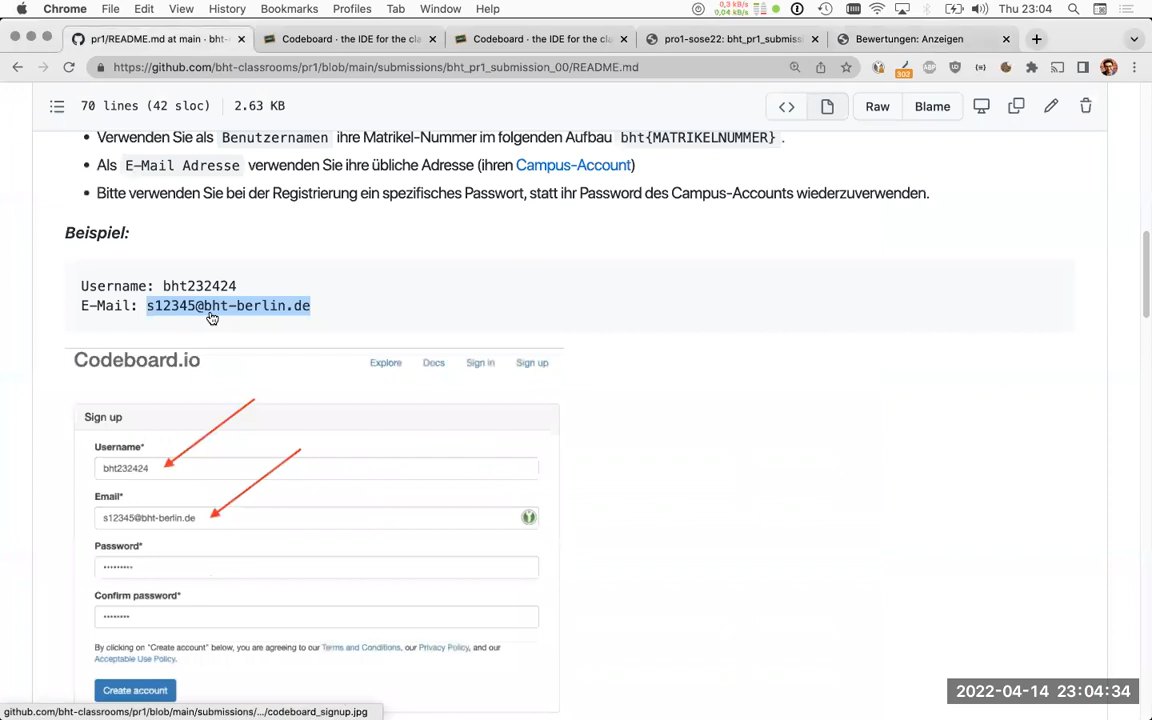 Chrome File Edit View History Bookmarks Profiles Tab Window Help 0,3 kB/s 0,04 kB/s Thu 23:04
pr1/README.md at main · bht- Codeboard · the IDE for the cla Codeboard · the IDE for the cla pro1-sose22: bht_pr1_submiss Bewertungen: Anzeigen
https://github.com/bht-classrooms/pr1/blob/main/submissions/bht_pr1_submission_00/README.md 302 ABP
70 lines (42 sloc) 2.63 KB Raw Blame
Verwenden Sie als Benutzernamen ihre Matrikel-Nummer im folgenden Aufbau bht{MATRIKELNUMMER} .
Als E-Mail Adresse verwenden Sie ihre übliche Adresse (ihren Campus-Account)
Bitte verwenden Sie bei der Registrierung ein spezifisches Passwort, statt ihr Password des Campus-Accounts wiederzuverwenden.
Beispiel:
Username: bht232424
E-Mail: s12345@bht-berlin.de
Codeboard.io Explore Docs Sign in Sign up
Sign up
Username*
bht232424
Email*
s12345@bht-berlin.de
Password*
Confirm password*
By clicking on "Create account" below, you are agreeing to our Terms and Conditions, our Privacy Policy, and our
Acceptable Use Policy.
Create account
2022-04-14 23:04:34
github.com/bht-classrooms/pr1/blob/main/submissions/.../codeboard_signup.jpg